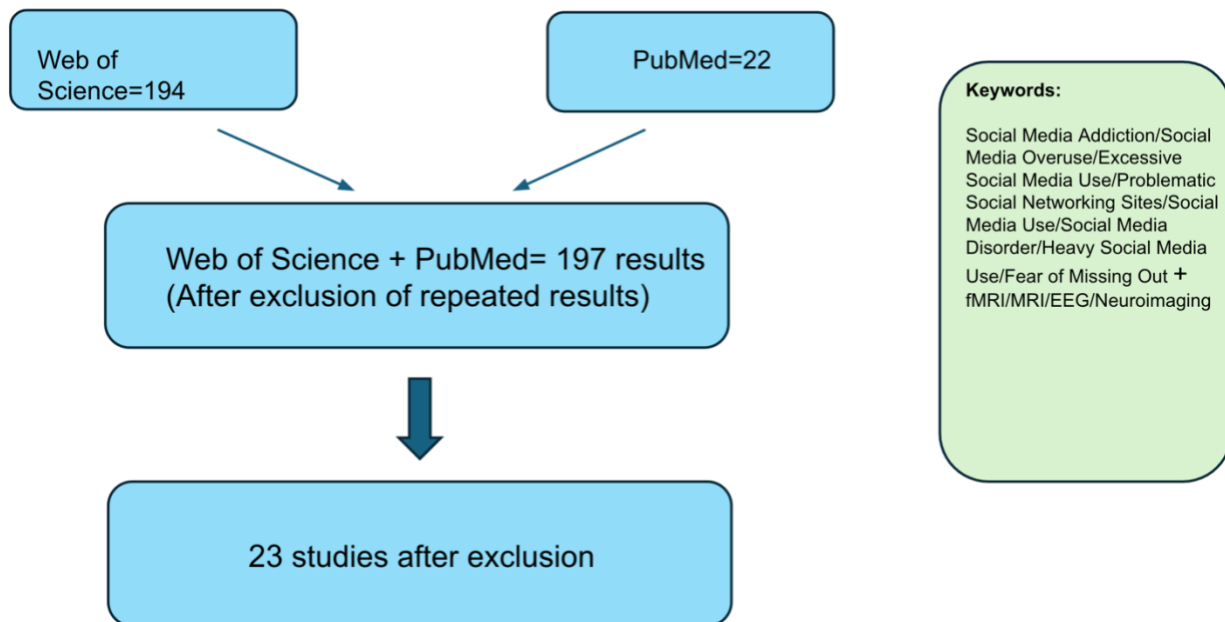 Web of
Science=194
PubMed=22
Web of Science + PubMed= 197 results
(After exclusion of repeated results)
23 studies after exclusion
Keywords:
Social Media Addiction/Social
Media Overuse/Excessive
Social Media Use/Problematic
Social Networking Sites/Social
Media Use/Social Media
Disorder/Heavy Social Media
Use/Fear of Missing Out +
fMRI/MRI/EEG/Neuroimaging